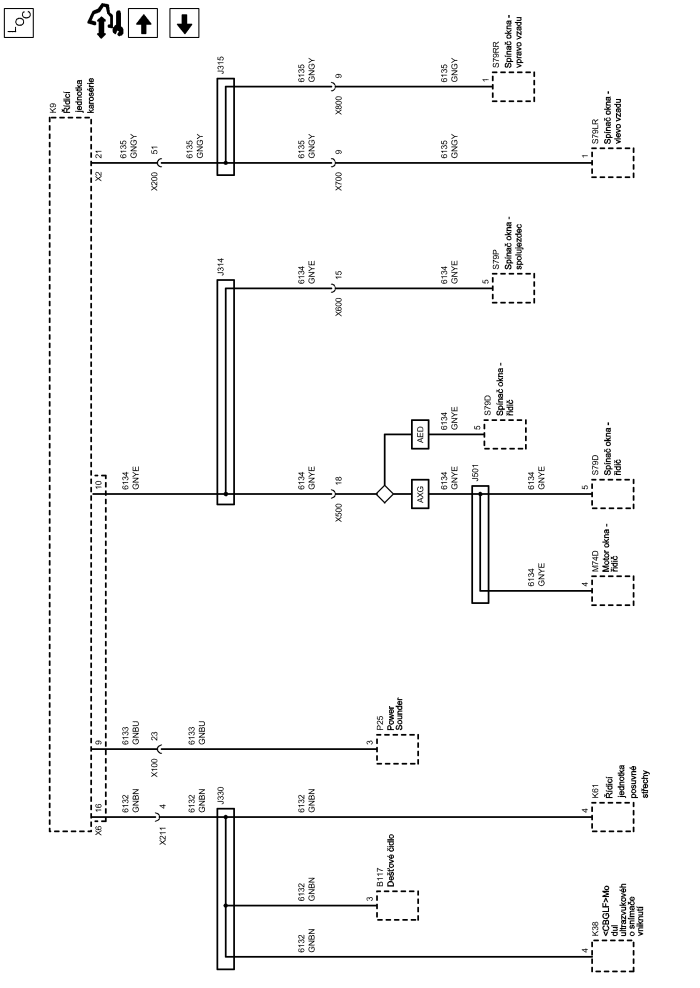 LOC
K9
Řídicí
jednotka
karosérie
X6
16
9
10
X2
21
6132
GNBN
X211
4
6132
GNBN
J330
6132
GNBN
6132
GNBN
6132
GNBN
4
K38
<CBGLF>Mo
dul
ultrazvukovéh
o snímače
vniknutí
3
B117
Dešťové čidlo
4
K61
Řídicí
jednotka
posuvné
střechy
6133
GNBU
X100
23
6133
GNBU
3
P25
Power
Sounder
6134
GNYE
J314
6134
GNYE
X500
18
AXG
AED
6134
GNYE
6134
GNYE
J501
6134
GNYE
6134
GNYE
4
M74D
Motor okna -
řidič
5
S79D
Spínač okna -
řidič
5
S79D
Spínač okna -
řidič
6134
GNYE
X600
15
6134
GNYE
5
S79P
Spínač okna -
spolujezdec
6135
GNGY
X200
51
6135
GNGY
J315
6135
GNGY
X700
9
6135
GNGY
1
S79LR
Spínač okna -
vlevo vzadu
6135
GNGY
X800
9
6135
GNGY
1
S79RR
Spínač okna -
vpravo vzadu